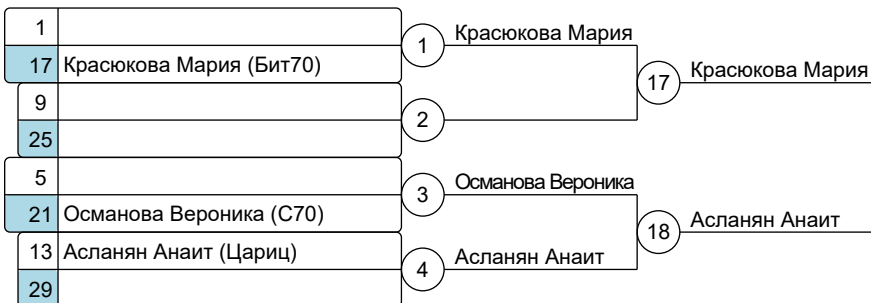 1
17 Красюкова Мария (Бит70)
1 Красюкова Мария
9
25
2
17 Красюкова Мария
5
21 Османова Вероника (С70)
3 Османова Вероника
13 Асланян Анаит (Цариц)
29
4 Асланян Анаит
18 Асланян Анаит